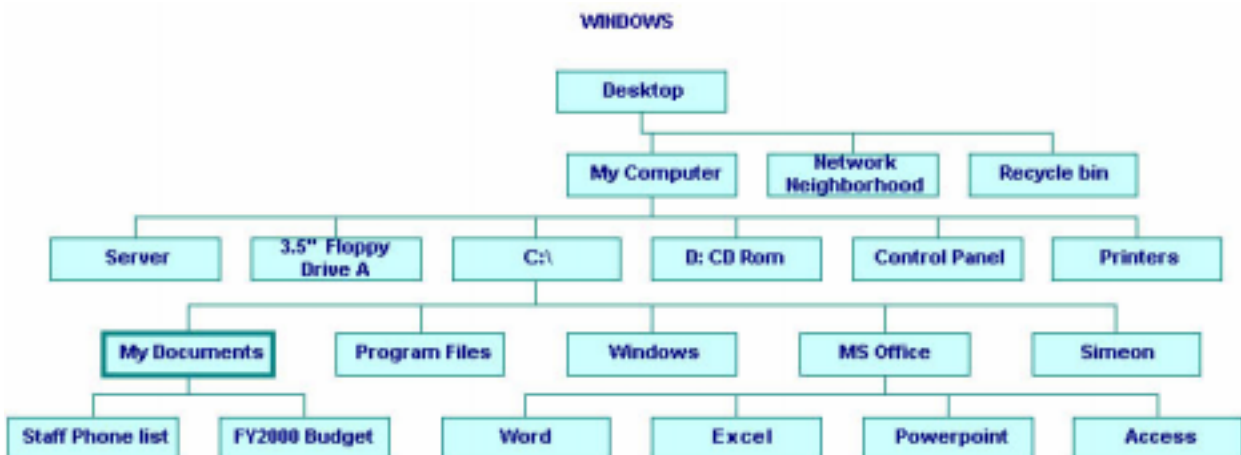 WINDOWS
Desktop
My Computer
Network
Neighborhood
Recycle bin
Server
3.5" Floppy
Drive A
C:\
D: CD Rom
Control Panel
Printers
My Documents
Program Files
Windows
MS Office
Simeon
Staff Phone list
FY2000 Budget
Word
Excel
Powerpoint
Access